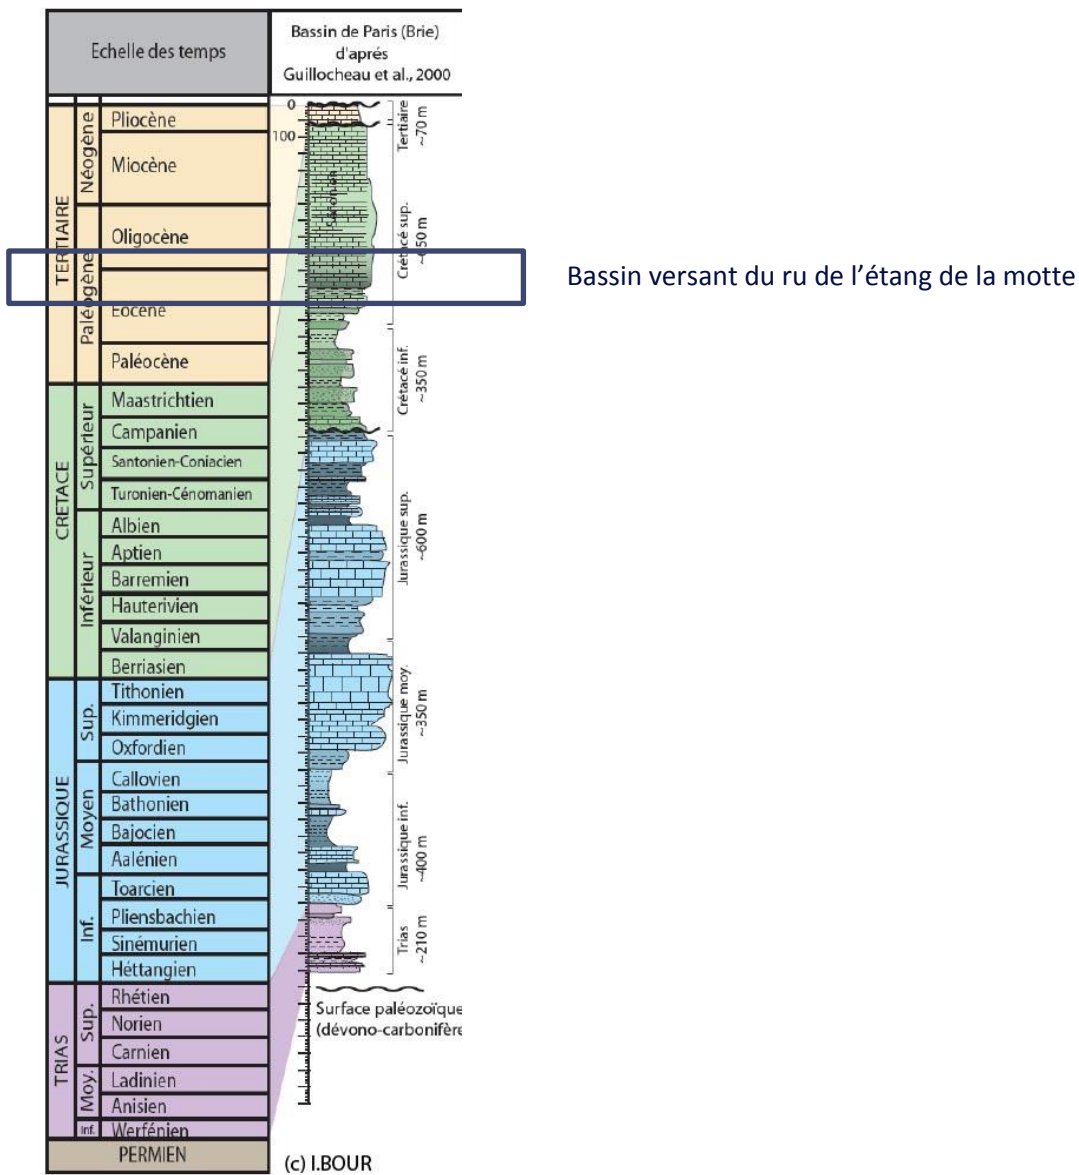 Echelle des temps
Bassin de Paris (Brie)
d'aprés
Guillocheau et al., 2000
TERTIAIRE
Néogène
Pliocène
Miocène
Paléogène
Oligocène
Eocène
Paléocène
CRETACE
Supérieur
Maastrichtien
Campanien
Santonien-Coniacien
Turonien-Cénomanien
Inférieur
Albien
Aptien
Barremien
Hauterivien
Valanginien
Berriasien
JURASSIQUE
Sup.
Tithonien
Kimmeridgien
Oxfordien
Moyen
Callovien
Bathonien
Bajocien
Aalénien
Inf.
Toarcien
Pliensbachien
Sinémurien
Héttangien
TRIAS
Sup.
Rhétien
Norien
Carnien
Moy.
Ladinien
Anisien
Inf.
Werfénien
PERMIEN
0
100
Tertiaire
~70 m
Crétacé sup.
~650 m
Crétacé inf.
~350 m
Jurassique sup.
~600 m
Jurassique moy.
~350 m
Jurassique inf.
~400 m
Trias
~210 m
Surface paléozoïque
(dévono-carbonifère
(c) I.BOUR
Bassin versant du ru de l'étang de la motte